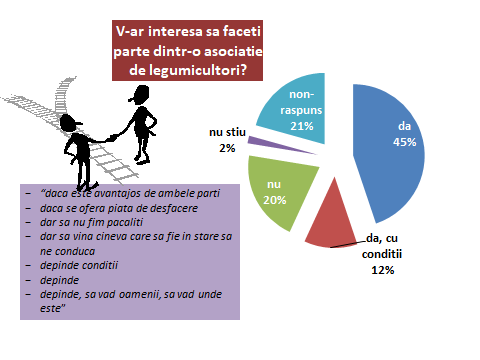 V-ar interesa sa faceti
parte dintr-o asociatie
de legumicultori?
non-
raspuns
21%
da
45%
nu stiu
2%
nu
20%
da, cu
conditii
12%
– "daca este avantajos de ambele parti
– daca se ofera piata de desfacere
– dar sa nu fim pacaliti
– dar sa vina cineva care sa fie in stare sa
ne conduca
– depinde conditii
– depinde
– depinde, sa vad oamenii, sa vad unde
este"